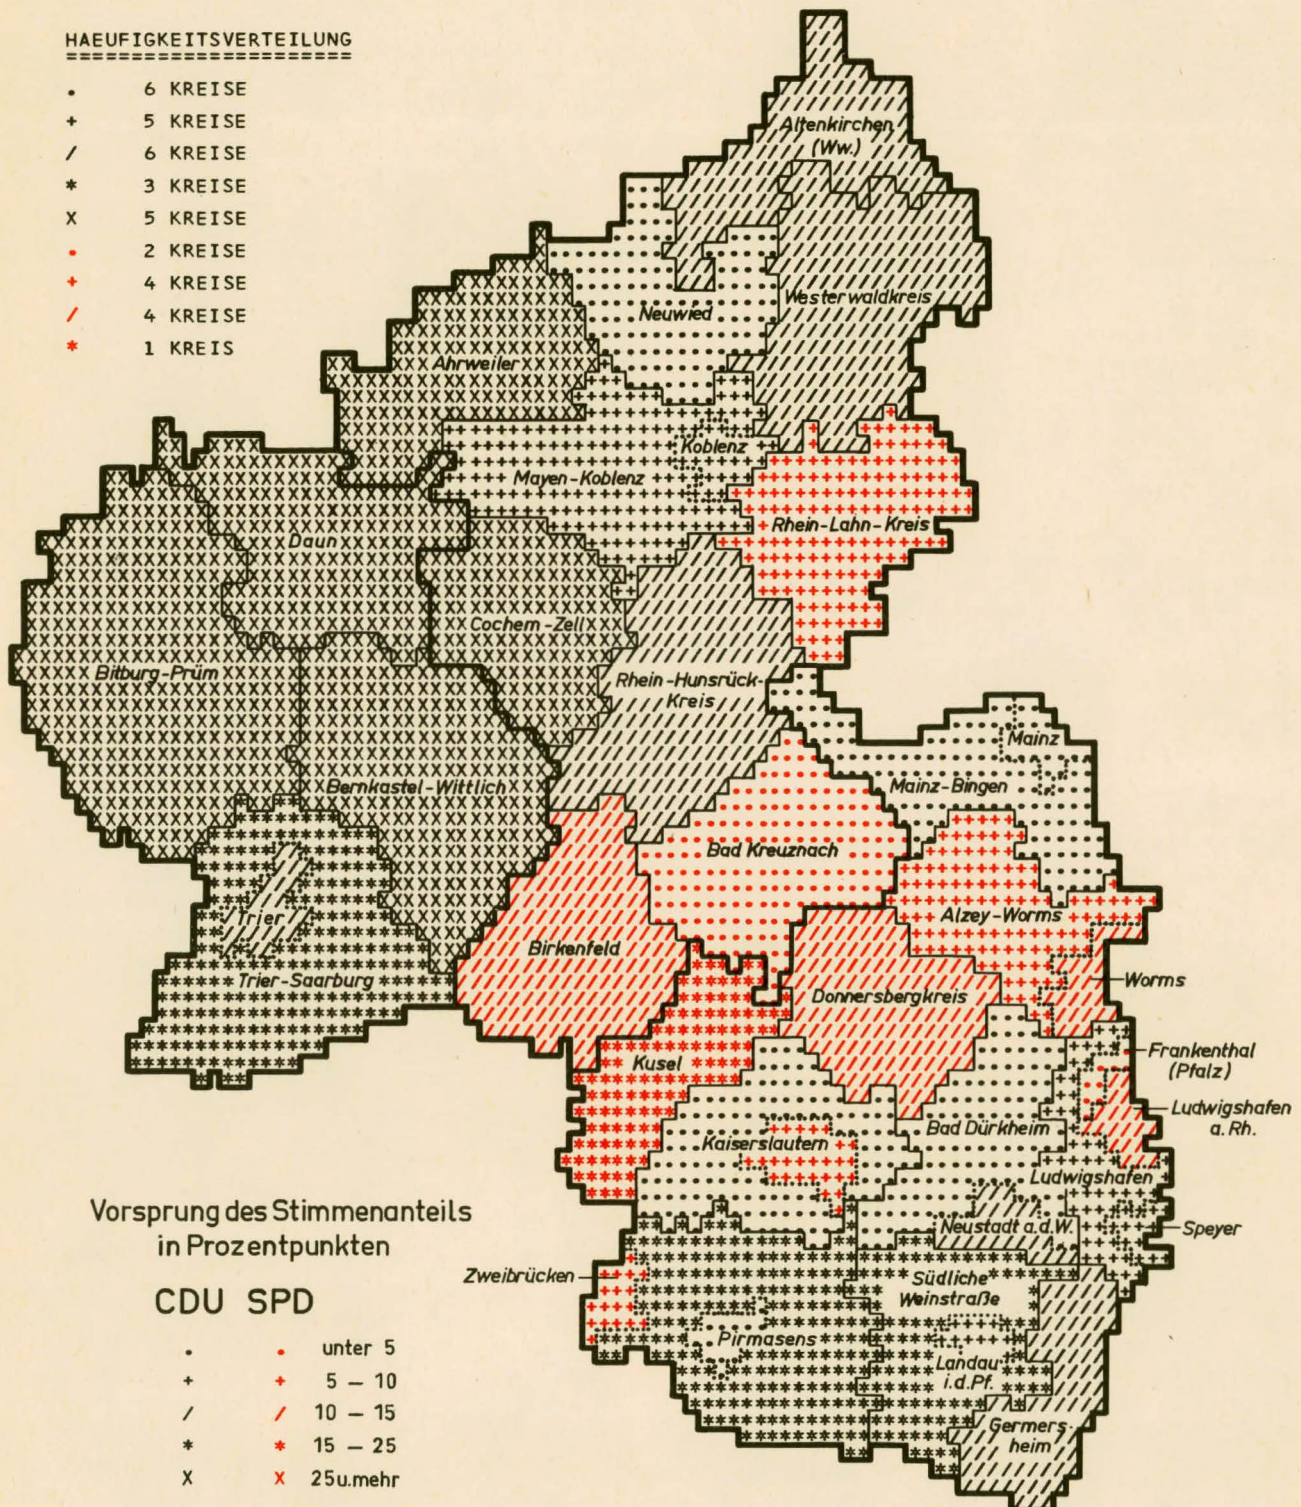 HAEUFIGKEITSVERTEILUNG
. 6 KREISE
+ 5 KREISE
/ 6 KREISE
* 3 KREISE
X 5 KREISE
. 2 KREISE
+ 4 KREISE
/ 4 KREISE
* 1 KREIS
Altenkirchen
(Ww.)
Neuwied
Westerwaldkreis
Ahrweiler
Koblenz
Mayen-Koblenz
Rhein-Lahn-Kreis
Daun
Cochem-Zell
Bitburg-Prüm
Rhein-Hunsrück-
Kreis
Mainz
Bernkastel-Wittlich
Mainz-Bingen
Bad Kreuznach
Trier
Alzey-Worms
Birkenfeld
Trier-Saarburg
Worms
Donnersbergkreis
Kusel
Frankenthal
(Pfalz)
Ludwigshafen
a. Rh.
Kaiserslautern
Bad Dürkheim
Ludwigshafen
Neustadt a.d.W.
Speyer
Zweibrücken
Südliche
Weinstraße
Pirmasens
Landau
i.d.Pf.
Germers-
heim
Vorsprung des Stimmenanteils
in Prozentpunkten
CDU SPD
. . unter 5
+ + 5 – 10
/ / 10 – 15
* * 15 – 25
X X 25u.mehr